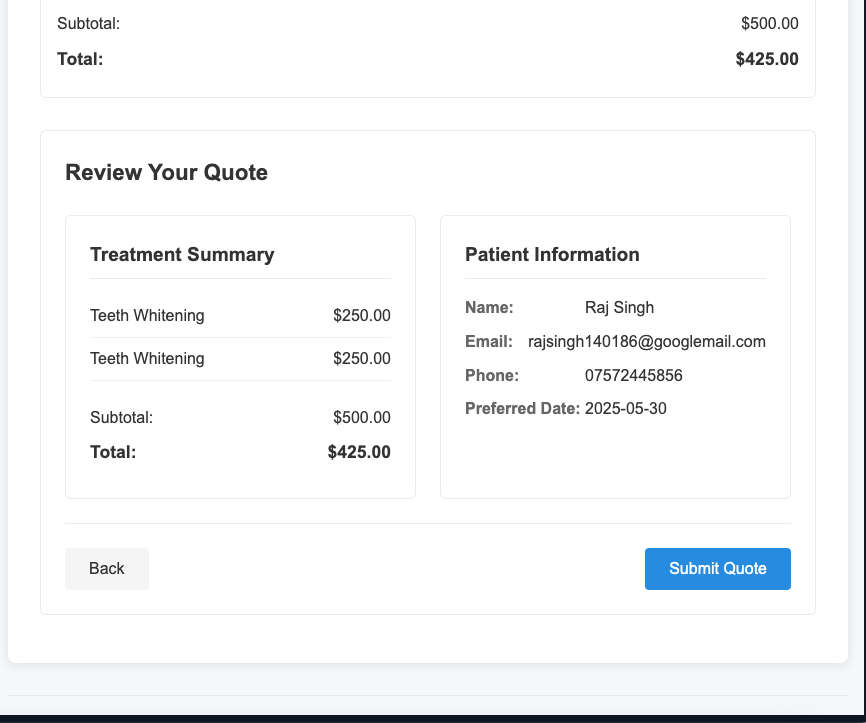 Subtotal: $500.00
Total: $425.00
Review Your Quote
Treatment Summary
Teeth Whitening $250.00
Teeth Whitening $250.00
Subtotal: $500.00
Total: $425.00
Patient Information
Name: Raj Singh
Email: rajsingh140186@googlemail.com
Phone: 07572445856
Preferred Date: 2025-05-30
Back
Submit Quote